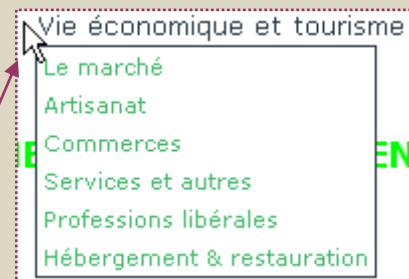 Vie économique et tourisme
Le marché
Artisanat
Commerces
Services et autres
Professions libérales
Hébergement & restauration